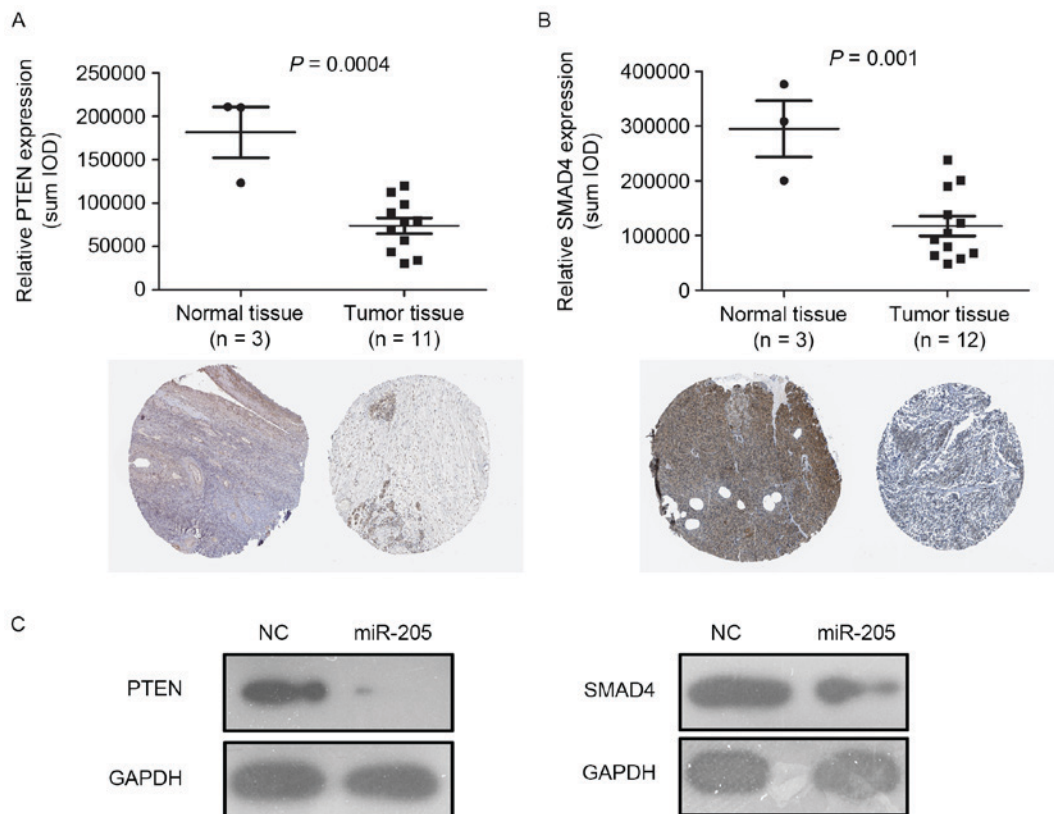 A
P = 0.0004
Relative PTEN expression
(sum IOD)
250000
200000
150000
100000
50000
0
Normal tissue
(n = 3)
Tumor tissue
(n = 11)
B
P = 0.001
Relative SMAD4 expression
(sum IOD)
400000
300000
200000
100000
0
Normal tissue
(n = 3)
Tumor tissue
(n = 12)
C
NC miR-205
PTEN
GAPDH
NC miR-205
SMAD4
GAPDH